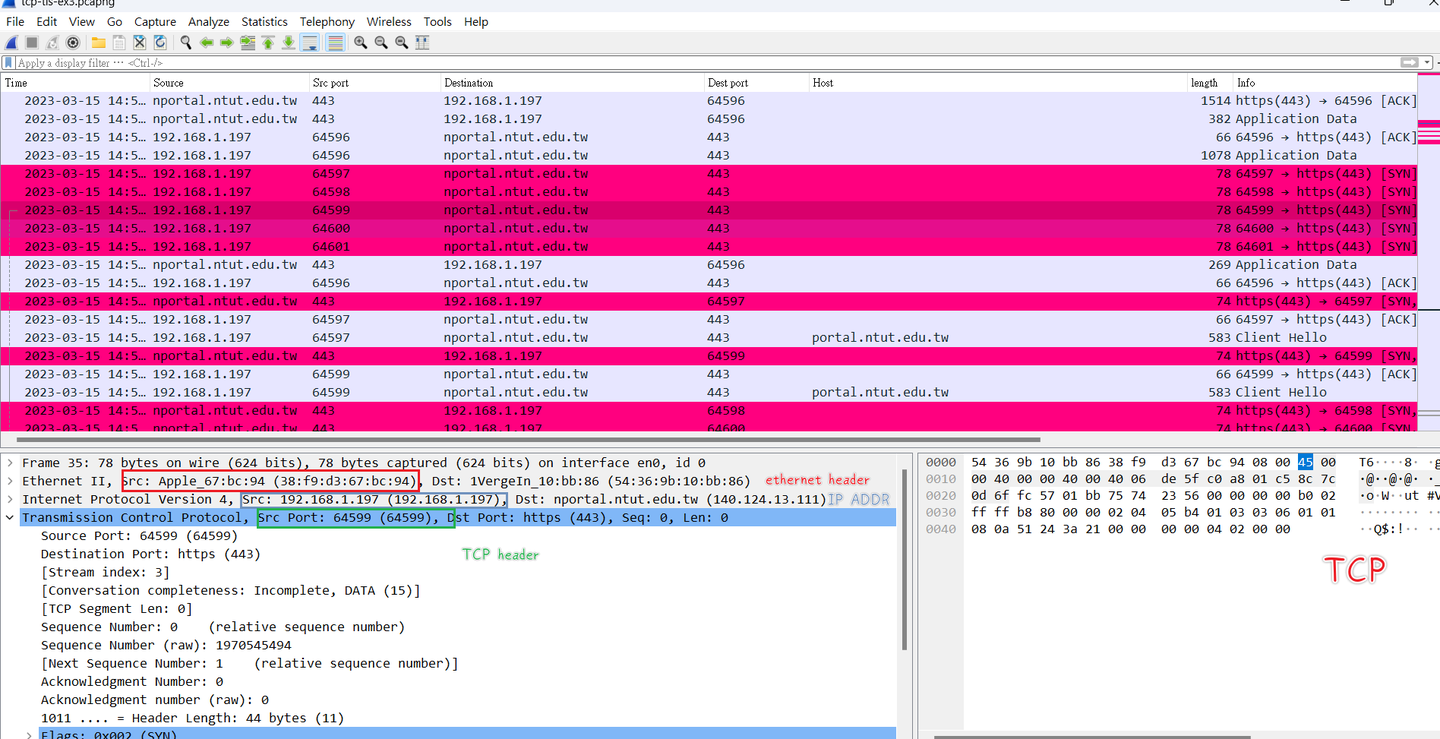 tcp-tls-ex3.pcapng
File Edit View Go Capture Analyze Statistics Telephony Wireless Tools Help
Apply a display filter … <Ctrl-/>
Time Source Src port Destination Dest port Host length Info
2023-03-15 14:5… nportal.ntut.edu.tw 443 192.168.1.197 64596 1514 https(443) → 64596 [ACK]
2023-03-15 14:5… nportal.ntut.edu.tw 443 192.168.1.197 64596 382 Application Data
2023-03-15 14:5… 192.168.1.197 64596 nportal.ntut.edu.tw 443 66 64596 → https(443) [ACK]
2023-03-15 14:5… 192.168.1.197 64596 nportal.ntut.edu.tw 443 1078 Application Data
2023-03-15 14:5… 192.168.1.197 64597 nportal.ntut.edu.tw 443 78 64597 → https(443) [SYN]
2023-03-15 14:5… 192.168.1.197 64598 nportal.ntut.edu.tw 443 78 64598 → https(443) [SYN]
2023-03-15 14:5… 192.168.1.197 64599 nportal.ntut.edu.tw 443 78 64599 → https(443) [SYN]
2023-03-15 14:5… 192.168.1.197 64600 nportal.ntut.edu.tw 443 78 64600 → https(443) [SYN]
2023-03-15 14:5… 192.168.1.197 64601 nportal.ntut.edu.tw 443 78 64601 → https(443) [SYN]
2023-03-15 14:5… nportal.ntut.edu.tw 443 192.168.1.197 64596 269 Application Data
2023-03-15 14:5… 192.168.1.197 64596 nportal.ntut.edu.tw 443 66 64596 → https(443) [ACK]
2023-03-15 14:5… nportal.ntut.edu.tw 443 192.168.1.197 64597 74 https(443) → 64597 [SYN,
2023-03-15 14:5… 192.168.1.197 64597 nportal.ntut.edu.tw 443 66 64597 → https(443) [ACK]
2023-03-15 14:5… 192.168.1.197 64597 nportal.ntut.edu.tw 443 portal.ntut.edu.tw 583 Client Hello
2023-03-15 14:5… nportal.ntut.edu.tw 443 192.168.1.197 64599 74 https(443) → 64599 [SYN,
2023-03-15 14:5… 192.168.1.197 64599 nportal.ntut.edu.tw 443 66 64599 → https(443) [ACK]
2023-03-15 14:5… 192.168.1.197 64599 nportal.ntut.edu.tw 443 portal.ntut.edu.tw 583 Client Hello
2023-03-15 14:5… nportal.ntut.edu.tw 443 192.168.1.197 64598 74 https(443) → 64598 [SYN,
2023-03-15 14:5… nportal.ntut.edu.tw 443 192.168.1.197 64600 74 https(443) → 64600 [SYN,
Frame 35: 78 bytes on wire (624 bits), 78 bytes captured (624 bits) on interface en0, id 0
Ethernet II, Src: Apple_67:bc:94 (38:f9:d3:67:bc:94), Dst: 1VergeIn_10:bb:86 (54:36:9b:10:bb:86) ethernet header
Internet Protocol Version 4, Src: 192.168.1.197 (192.168.1.197), Dst: nportal.ntut.edu.tw (140.124.13.111) IP ADDR
Transmission Control Protocol, Src Port: 64599 (64599), Dst Port: https (443), Seq: 0, Len: 0
Source Port: 64599 (64599)
Destination Port: https (443)
TCP header
[Stream index: 3]
[Conversation completeness: Incomplete, DATA (15)]
[TCP Segment Len: 0]
Sequence Number: 0 (relative sequence number)
Sequence Number (raw): 1970545494
[Next Sequence Number: 1 (relative sequence number)]
Acknowledgment Number: 0
Acknowledgment number (raw): 0
1011 .... = Header Length: 44 bytes (11)
Flags: 0x002 (SYN)
0000 54 36 9b 10 bb 86 38 f9 d3 67 bc 94 08 00 45 00 T6····8· ·g
0010 00 40 00 00 40 00 40 06 de 5f c0 a8 01 c5 8c 7c ·@··@·@· ·_
0020 0d 6f fc 57 01 bb 75 74 23 56 00 00 00 00 b0 02 ·o·W··ut #V
0030 ff ff b8 80 00 00 02 04 05 b4 01 03 03 06 01 01 ········ ··
0040 08 0a 51 24 3a 21 00 00 00 00 04 02 00 00 ··Q$:!·· ··
TCP